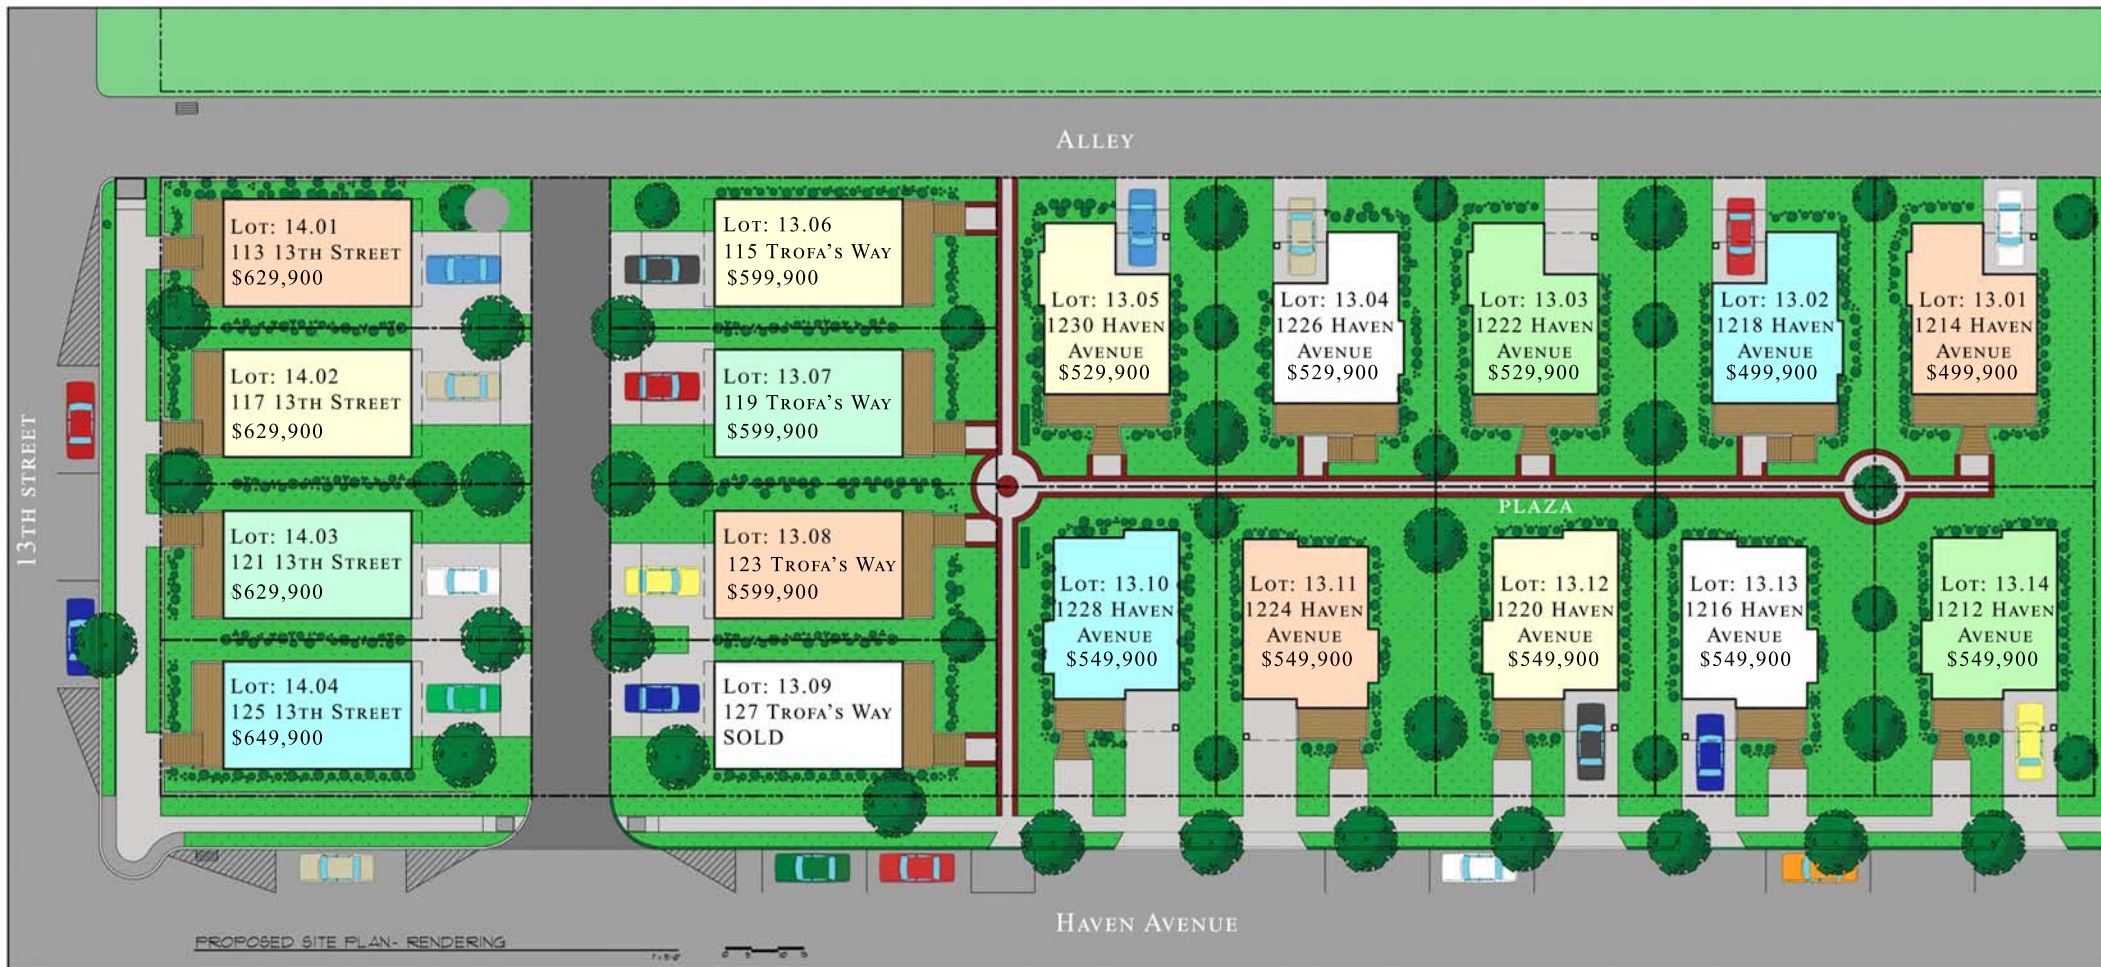 Alley
Lot: 14.01
113 13th Street
$629,900
Lot: 13.06
115 Trofa's Way
$599,900
Lot: 13.05
1230 Haven
Avenue
$529,900
Lot: 13.04
1226 Haven
Avenue
$529,900
Lot: 13.03
1222 Haven
Avenue
$529,900
Lot: 13.02
1218 Haven
Avenue
$499,900
Lot: 13.01
1214 Haven
Avenue
$499,900
Lot: 14.02
117 13th Street
$629,900
Lot: 13.07
119 Trofa's Way
$599,900
13th Street
Plaza
Lot: 14.03
121 13th Street
$629,900
Lot: 13.08
123 Trofa's Way
$599,900
Lot: 13.10
1228 Haven
Avenue
$549,900
Lot: 13.11
1224 Haven
Avenue
$549,900
Lot: 13.12
1220 Haven
Avenue
$549,900
Lot: 13.13
1216 Haven
Avenue
$549,900
Lot: 13.14
1212 Haven
Avenue
$549,900
Lot: 14.04
125 13th Street
$649,900
Lot: 13.09
127 Trofa's Way
SOLD
Haven Avenue
PROPOSED SITE PLAN- RENDERING